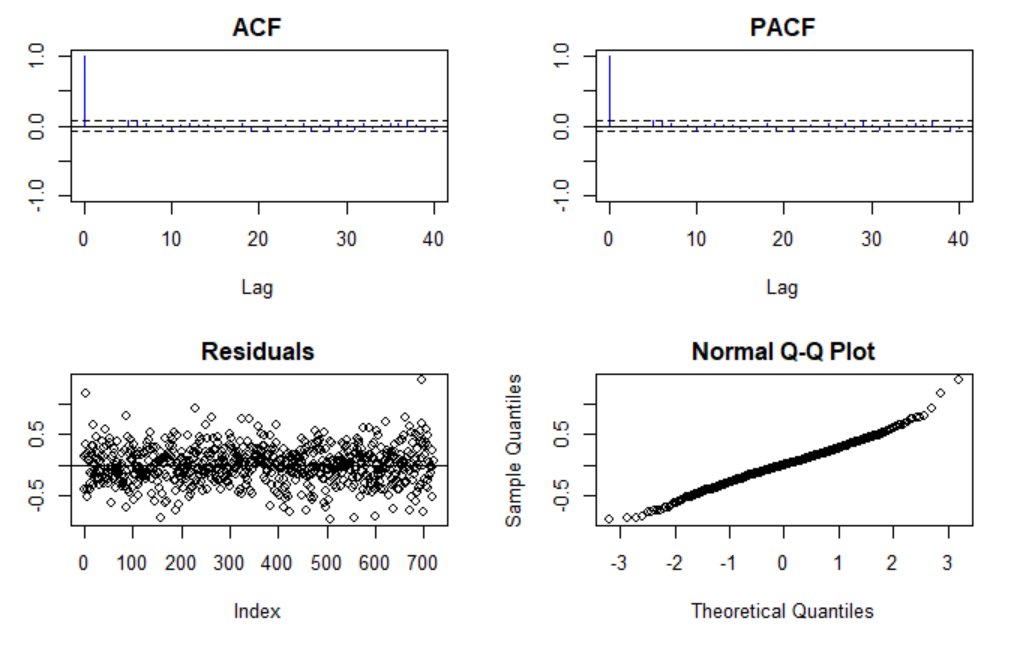 ACF
1.0
0.0
-1.0
0 10 20 30 40
Lag
PACF
1.0
0.0
-1.0
0 10 20 30 40
Lag
Residuals
0.5
-0.5
0 100 200 300 400 500 600 700
Index
Normal Q-Q Plot
Sample Quantiles
0.5
-0.5
-3 -2 -1 0 1 2 3
Theoretical Quantiles